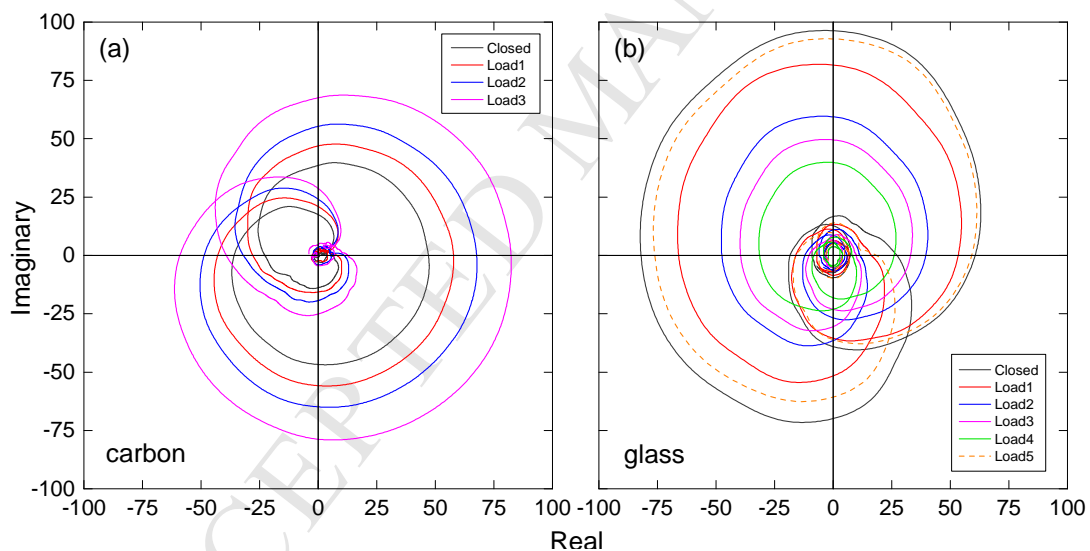 100
75
50
25
0
-25
-50
-75
-100
Imaginary
(a)
Closed
Load1
Load2
Load3
carbon
-100 -75 -50 -25 0 25 50 75 100
(b)
Closed
Load1
Load2
Load3
Load4
Load5
glass
-100 -75 -50 -25 0 25 50 75 100
Real
CEPTED MA